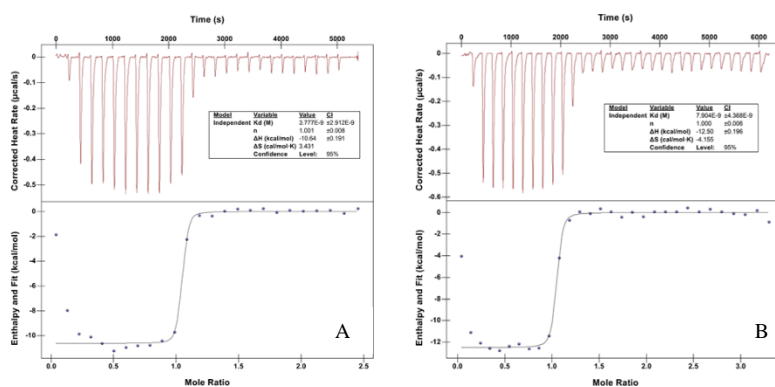 Time (s)
0 1000 2000 3000 4000 5000
Corrected Heat Rate (µcal/s)
0
-0.1
-0.2
-0.3
-0.4
-0.5
Model Variable Value CI
Independent Kd (M) 3.777E-9 ±2.912E-9
n 1.001 ±0.008
ΔH (kcal/mol) -10.64 ±0.191
ΔS (cal/mol·K) 3.431
Confidence Level: 95%
Enthalpy and Fit (kcal/mol)
0
-2
-4
-6
-8
-10
A
0.0 0.5 1.0 1.5 2.0 2.5
Mole Ratio
Time (s)
0 1000 2000 3000 4000 5000 6000
Corrected Heat Rate (µcal/s)
0
-0.1
-0.2
-0.3
-0.4
-0.5
-0.6
Model Variable Value CI
Independent Kd (M) 7.904E-9 ±4.368E-9
n 1.000 ±0.006
ΔH (kcal/mol) -12.50 ±0.196
ΔS (cal/mol·K) -4.155
Confidence Level: 95%
Enthalpy and Fit (kcal/mol)
0
-2
-4
-6
-8
-10
-12
B
0.0 0.5 1.0 1.5 2.0 2.5 3.0
Mole Ratio